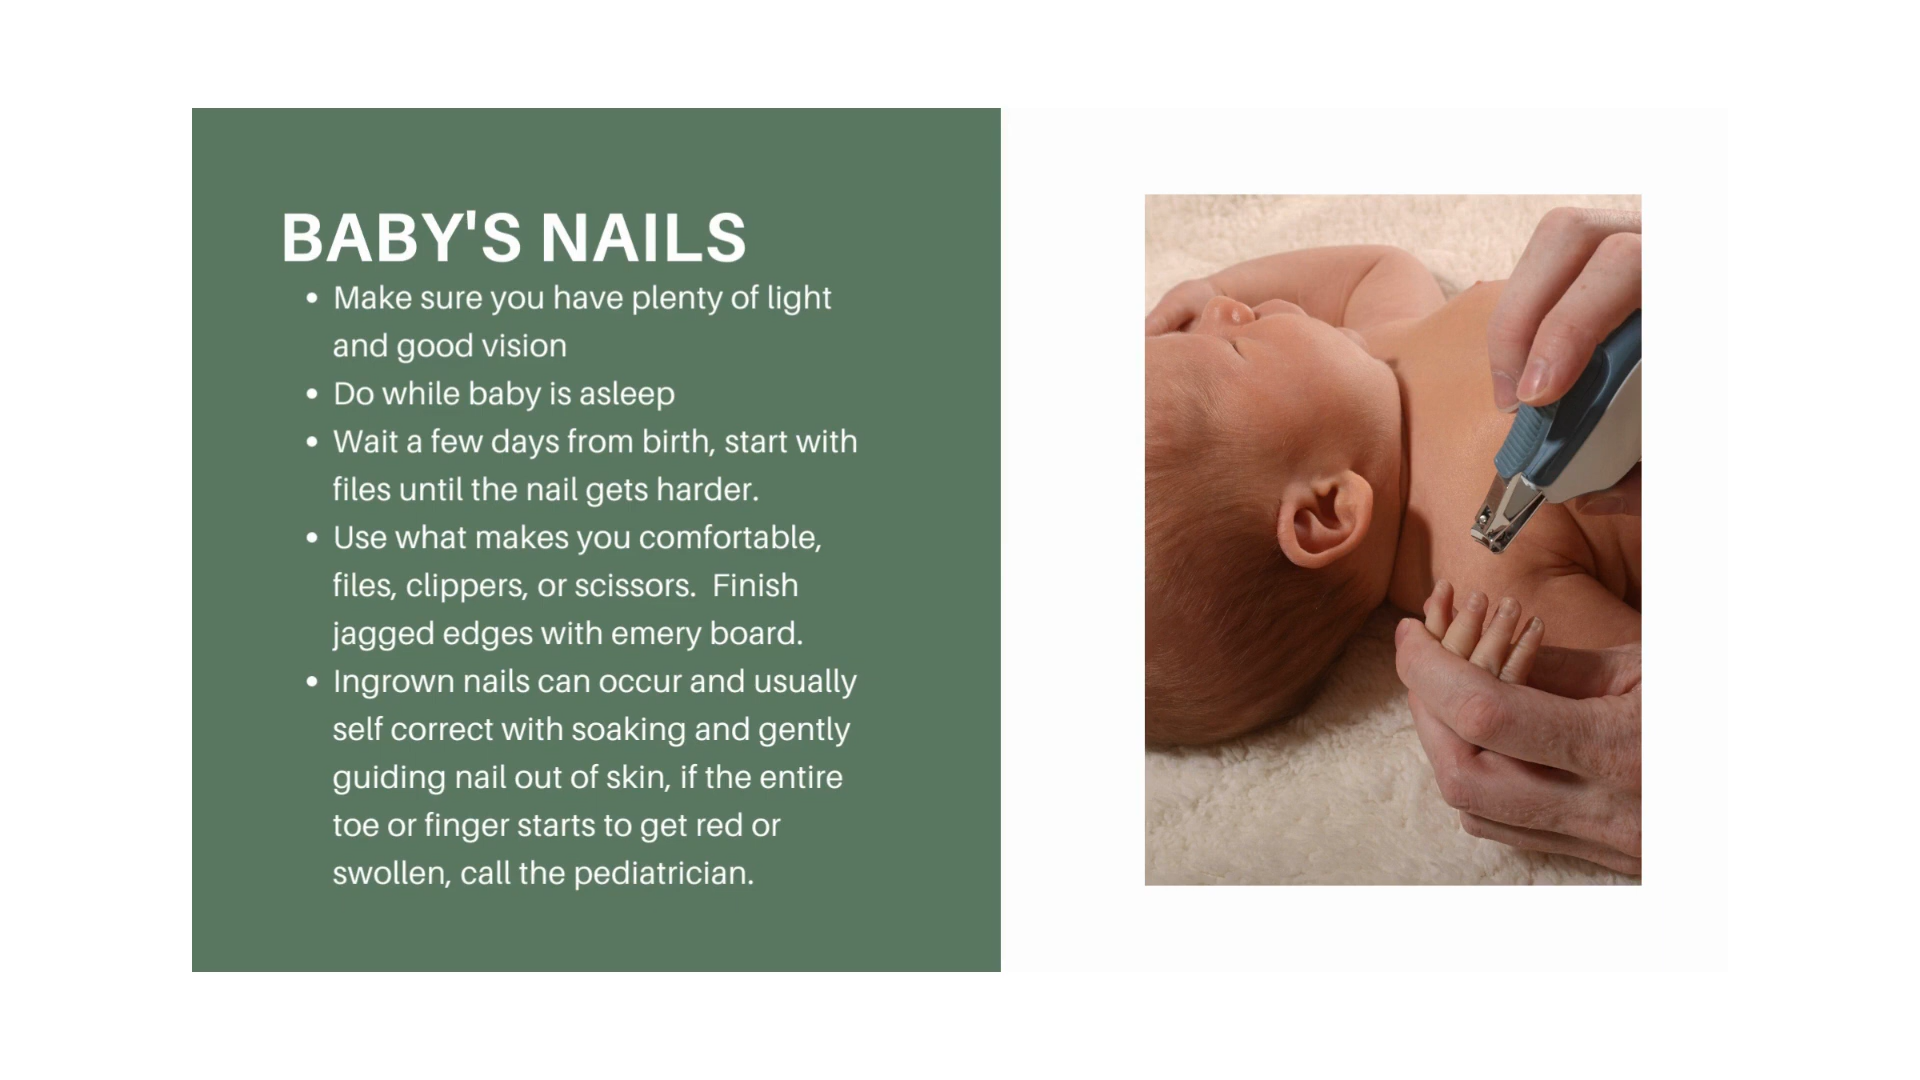 BABY'S NAILS
• Make sure you have plenty of light
and good vision
• Do while baby is asleep
• Wait a few days from birth, start with
files until the nail gets harder.
• Use what makes you comfortable,
files, clippers, or scissors.  Finish
jagged edges with emery board.
• Ingrown nails can occur and usually
self correct with soaking and gently
guiding nail out of skin, if the entire
toe or finger starts to get red or
swollen, call the pediatrician.